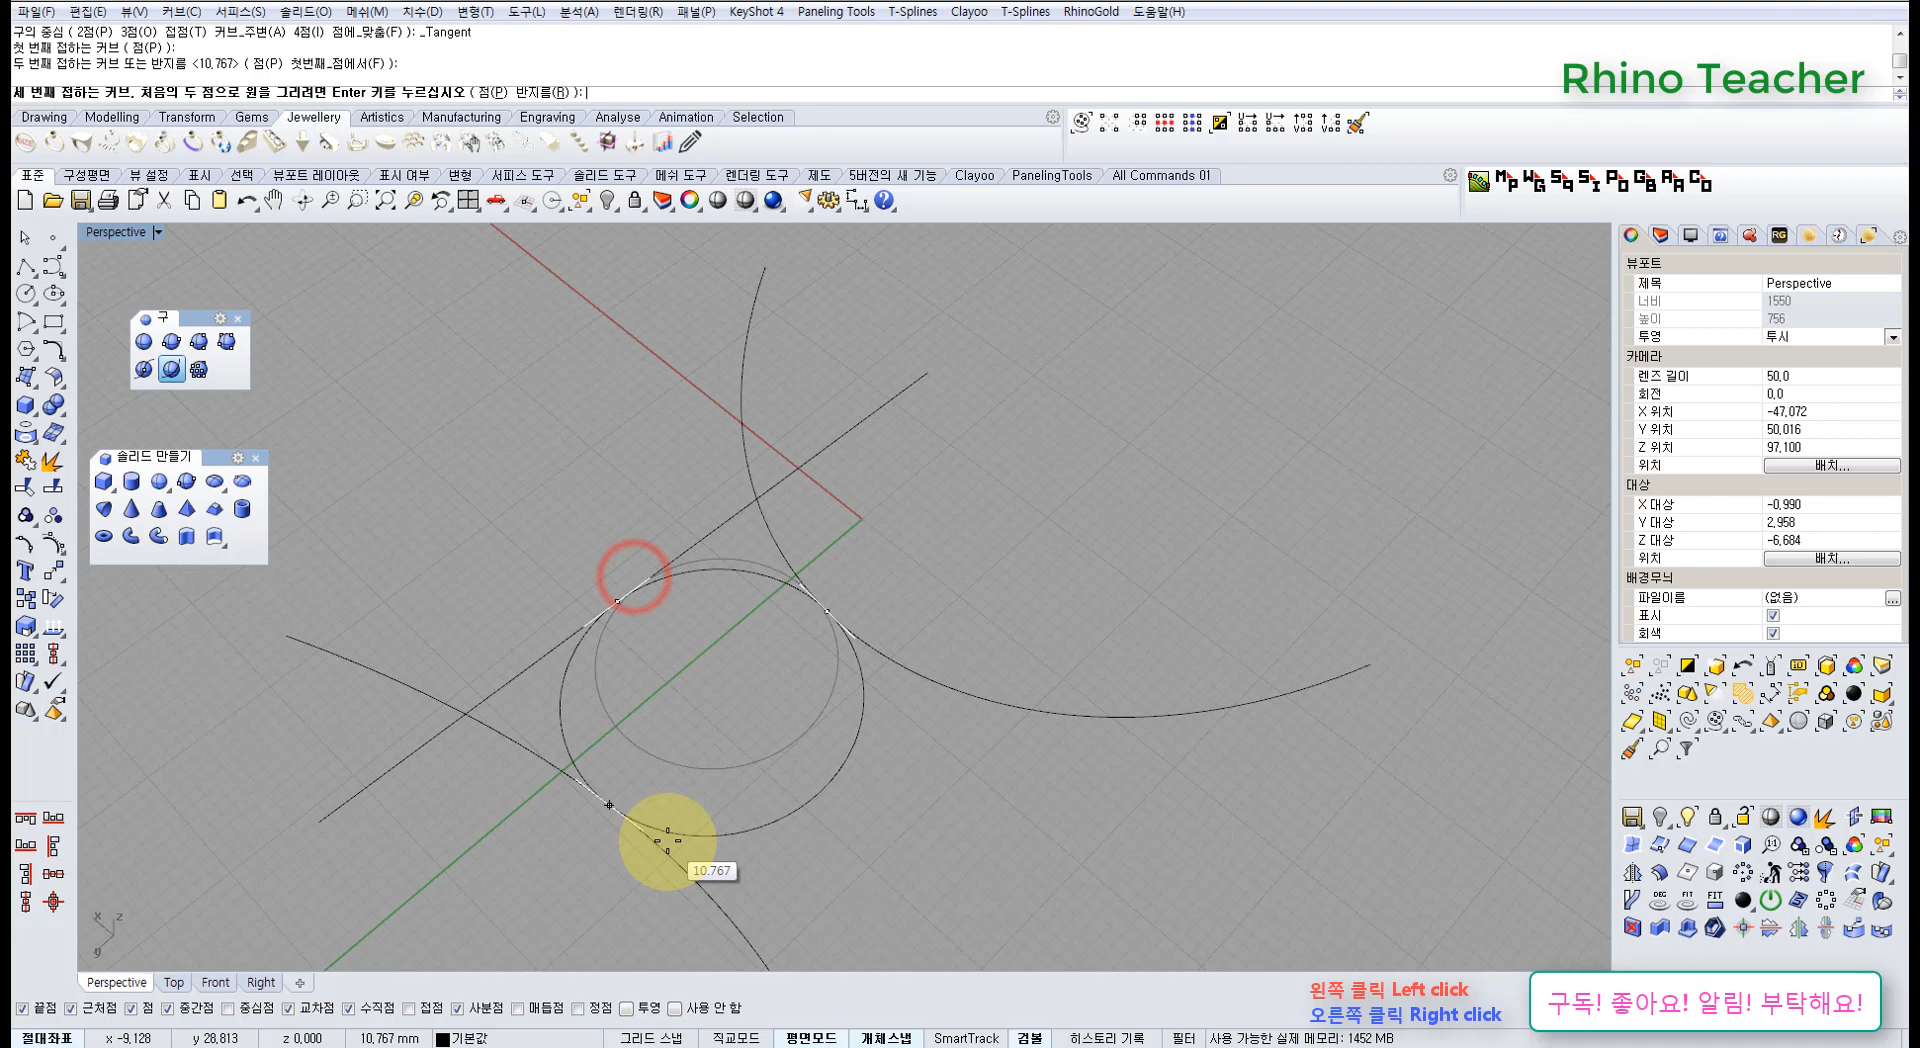 파일(F) 편집(E) 뷰(V) 커브(C) 서피스(S) 솔리드(O) 메쉬(M) 치수(D) 변형(T) 도구(L) 분석(A) 렌더링(R) 패널(P) KeyShot 4 Paneling Tools T-Splines Clayoo T-Splines RhinoGold 도움말(H)
구의 중심 ( 2점(P) 3점(O) 접점(T) 커브_주변(A) 4점(I) 점에_맞춤(F) ): _Tangent
첫 번째 접하는 커브 ( 점(P) ):
두 번째 접하는 커브 또는 반지름 <10,767> ( 점(P) 첫번째_점에서(F) ):
세 번째 접하는 커브. 처음의 두 점으로 원을 그리려면 Enter 키를 누르십시오 ( 점(P) 반지름(R) ):
Rhino Teacher
Drawing Modelling Transform Gems Jewellery Artistics Manufacturing Engraving Analyse Animation Selection
표준 구성평면 뷰 설정 표시 선택 뷰포트 레이아웃 표시 여부 변형 서피스 도구 솔리드 도구 메쉬 도구 렌더링 도구 제도 5버전의 새 기능 Clayoo PanelingTools All Commands 01
Perspective
구
솔리드 만들기
뷰포트
제목 Perspective
너비 1550
높이 756
투영 투시
카메라
렌즈 길이 50,0
회전 0,0
X 위치 -47,072
Y 위치 50,016
Z 위치 97,100
위치 배치...
대상
X 대상 -0,990
Y 대상 2,958
Z 대상 -6,684
위치 배치...
배경무늬
파일이름 (없음) ...
표시
회색
10.767
x z
Perspective Top Front Right
끝점 근처점 점 중간점 중심점 교차점 수직점 접점 사분점 매듭점 정점 투영 사용 안 함
왼쪽 클릭 Left click
오른쪽 클릭 Right click
구독! 좋아요! 알림! 부탁해요!
절대좌표 x -9,128 y 28,813 z 0,000 10,767 mm 기본값 그리드 스냅 직교모드 평면모드 개체스냅 SmartTrack 검볼 히스토리 기록 필터 사용 가능한 실제 메모리: 1452 MB